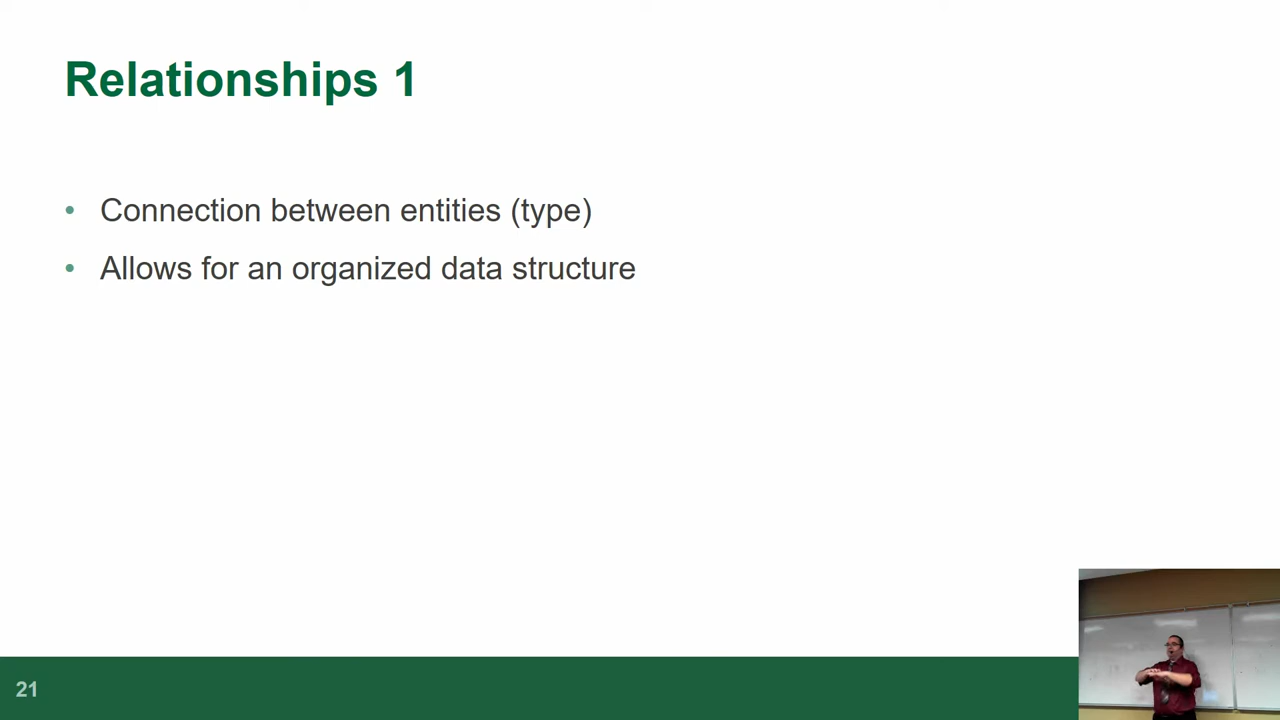 Relationships 1
• Connection between entities (type)
• Allows for an organized data structure
21